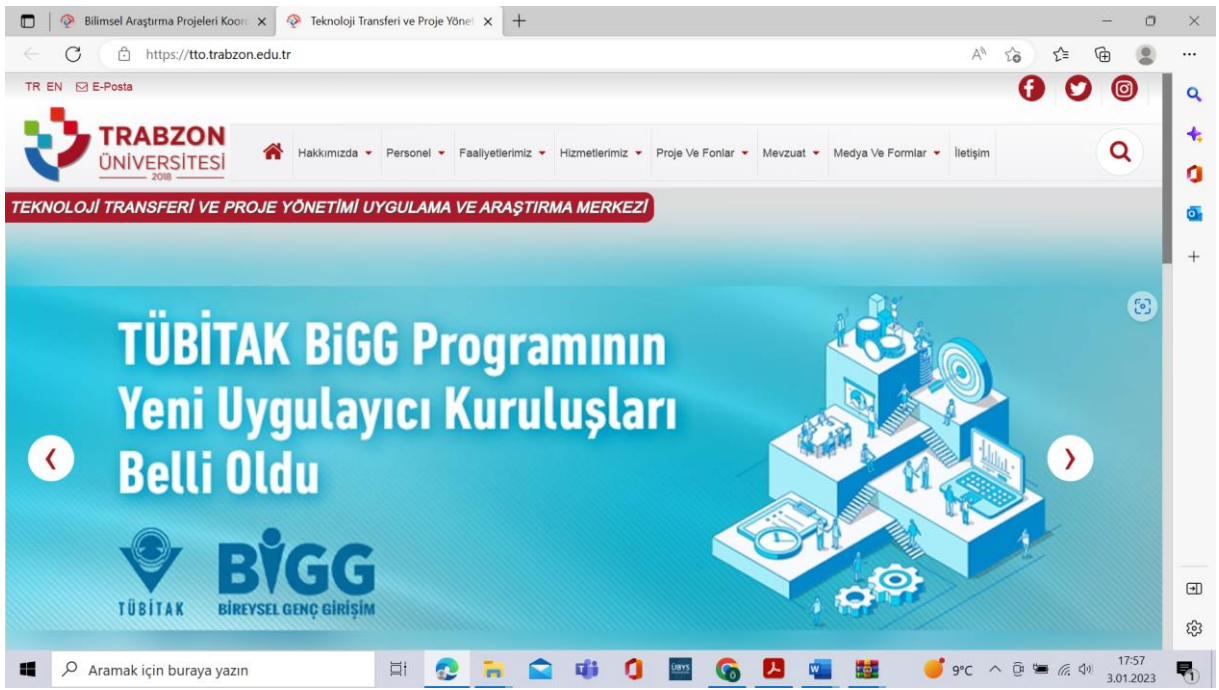 Bilimsel Araştırma Projeleri Koor
Teknoloji Transferi ve Proje Yönet
https://tto.trabzon.edu.tr
TR EN E-Posta
TRABZON
ÜNİVERSİTESİ
2018
Hakkımızda Personel Faaliyetlerimiz Hizmetlerimiz Proje Ve Fonlar Mevzuat Medya Ve Formlar İletişim
TEKNOLOJİ TRANSFERİ VE PROJE YÖNETİMİ UYGULAMA VE ARAŞTIRMA MERKEZİ
TÜBİTAK BiGG Programının
Yeni Uygulayıcı Kuruluşları
Belli Oldu
TÜBİTAK
BİGG
BİREYSEL GENÇ GİRİŞİM
Aramak için buraya yazın
ÜBYS
9°C
17:57
3.01.2023
1